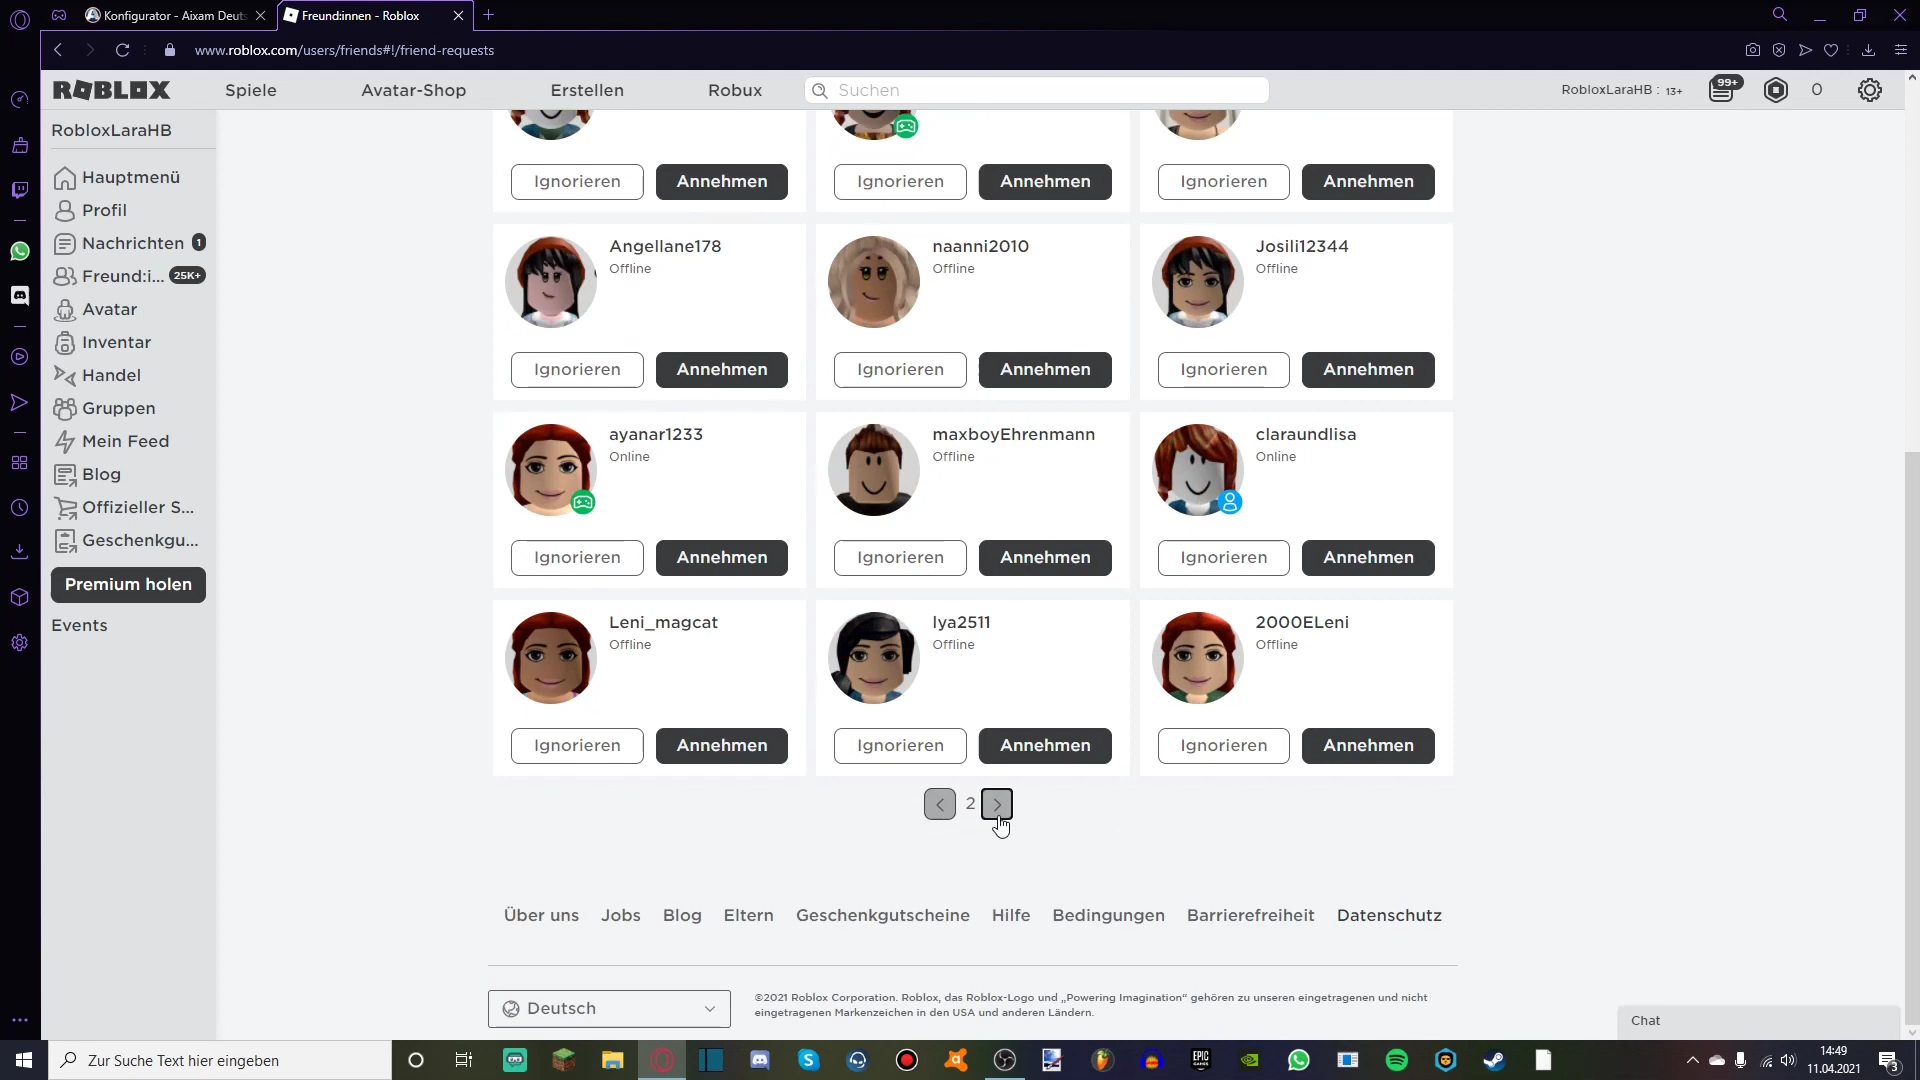 Konfigurator - Aixam Deuts
Freund:innen - Roblox
www.roblox.com/users/friends#!/friend-requests
ROBLOX
Spiele
Avatar-Shop
Erstellen
Robux
Suchen
RobloxLaraHB : 13+
99+
0
RobloxLaraHB
Hauptmenü
Profil
Nachrichten 1
Freund:i... 25K+
Avatar
Inventar
Handel
Gruppen
Mein Feed
Blog
Offizieller S...
Geschenkgu...
Premium holen
Events
Ignorieren Annehmen Ignorieren Annehmen Ignorieren Annehmen
Angellane178 naanni2010 Josili12344
Offline Offline Offline
Ignorieren Annehmen Ignorieren Annehmen Ignorieren Annehmen
ayanar1233 maxboyEhrenmann claraundlisa
Online Offline Online
Ignorieren Annehmen Ignorieren Annehmen Ignorieren Annehmen
Leni_magcat lya2511 2000ELeni
Offline Offline Offline
Ignorieren Annehmen Ignorieren Annehmen Ignorieren Annehmen
2
Über uns Jobs Blog Eltern Geschenkgutscheine Hilfe Bedingungen Barrierefreiheit Datenschutz
Deutsch
©2021 Roblox Corporation. Roblox, das Roblox-Logo und „Powering Imagination" gehören zu unseren eingetragenen und nicht
eingetragenen Markenzeichen in den USA und anderen Ländern.
Chat
Zur Suche Text hier eingeben
EPIC GAMES
14:49
11.04.2021
3